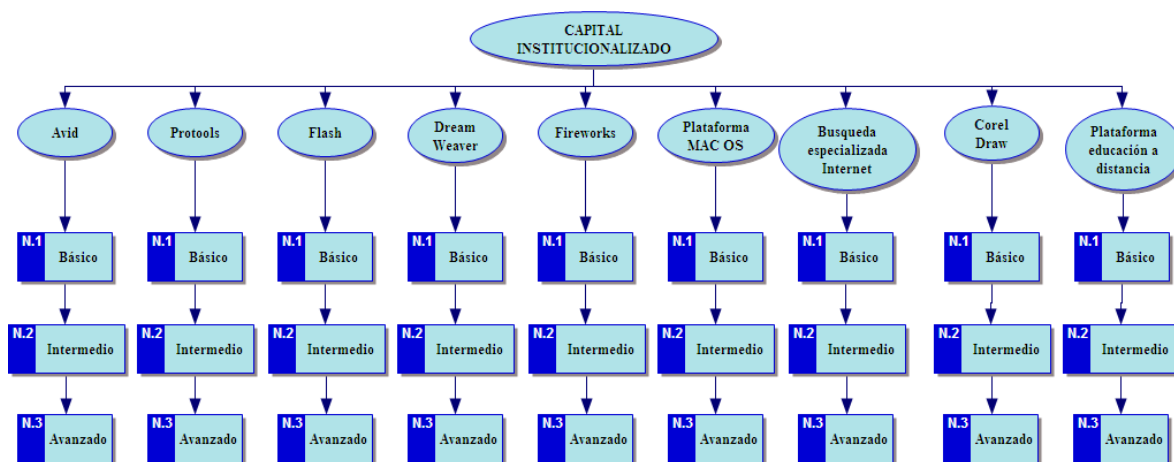 CAPITAL
INSTITUCIONALIZADO
Avid
Protools
Flash
Dream
Weaver
Fireworks
Plataforma
MAC OS
Busqueda
especializada
Internet
Corel
Draw
Plataforma
educación a
distancia
N.1 Básico
N.1 Básico
N.1 Básico
N.1 Básico
N.1 Básico
N.1 Básico
N.1 Básico
N.1 Básico
N.1 Básico
N.2 Intermedio
N.2 Intermedio
N.2 Intermedio
N.2 Intermedio
N.2 Intermedio
N.2 Intermedio
N.2 Intermedio
N.2 Intermedio
N.2 Intermedio
N.3 Avanzado
N.3 Avanzado
N.3 Avanzado
N.3 Avanzado
N.3 Avanzado
N.3 Avanzado
N.3 Avanzado
N.3 Avanzado
N.3 Avanzado